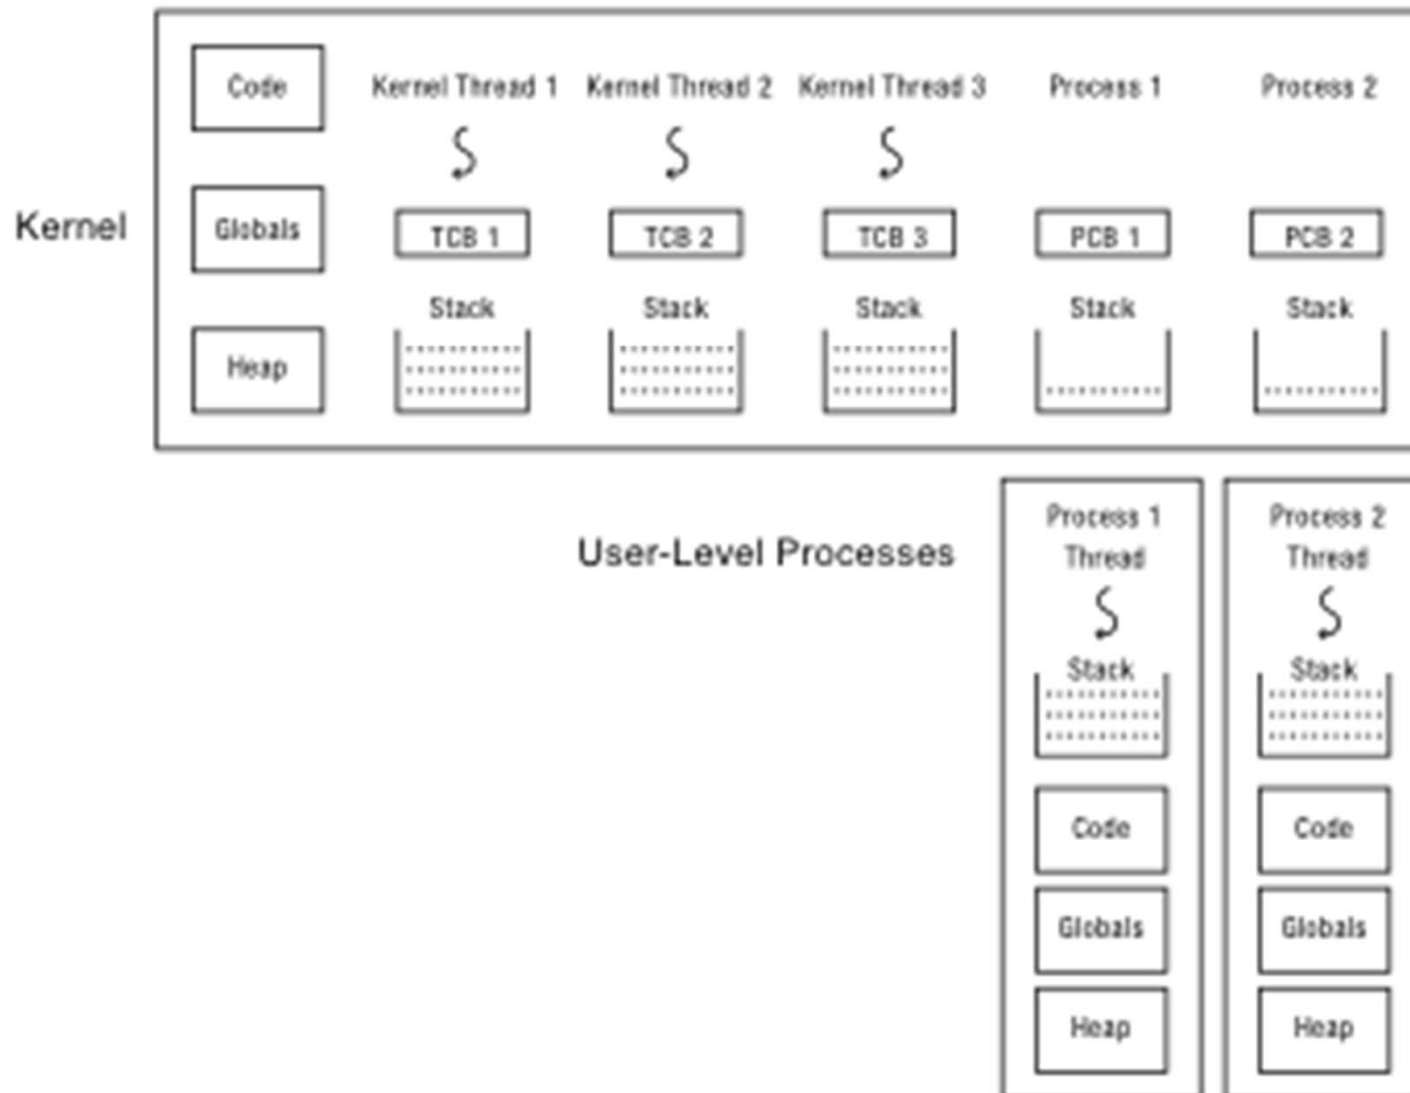 Code
Kernel Thread 1 Kernel Thread 2 Kernel Thread 3 Process 1 Process 2
Kernel
Globals
TCB 1 TCB 2 TCB 3 PCB 1 PCB 2
Stack Stack Stack Stack Stack
Heap
User-Level Processes
Process 1
Thread
Stack
Code
Globals
Heap
Process 2
Thread
Stack
Code
Globals
Heap